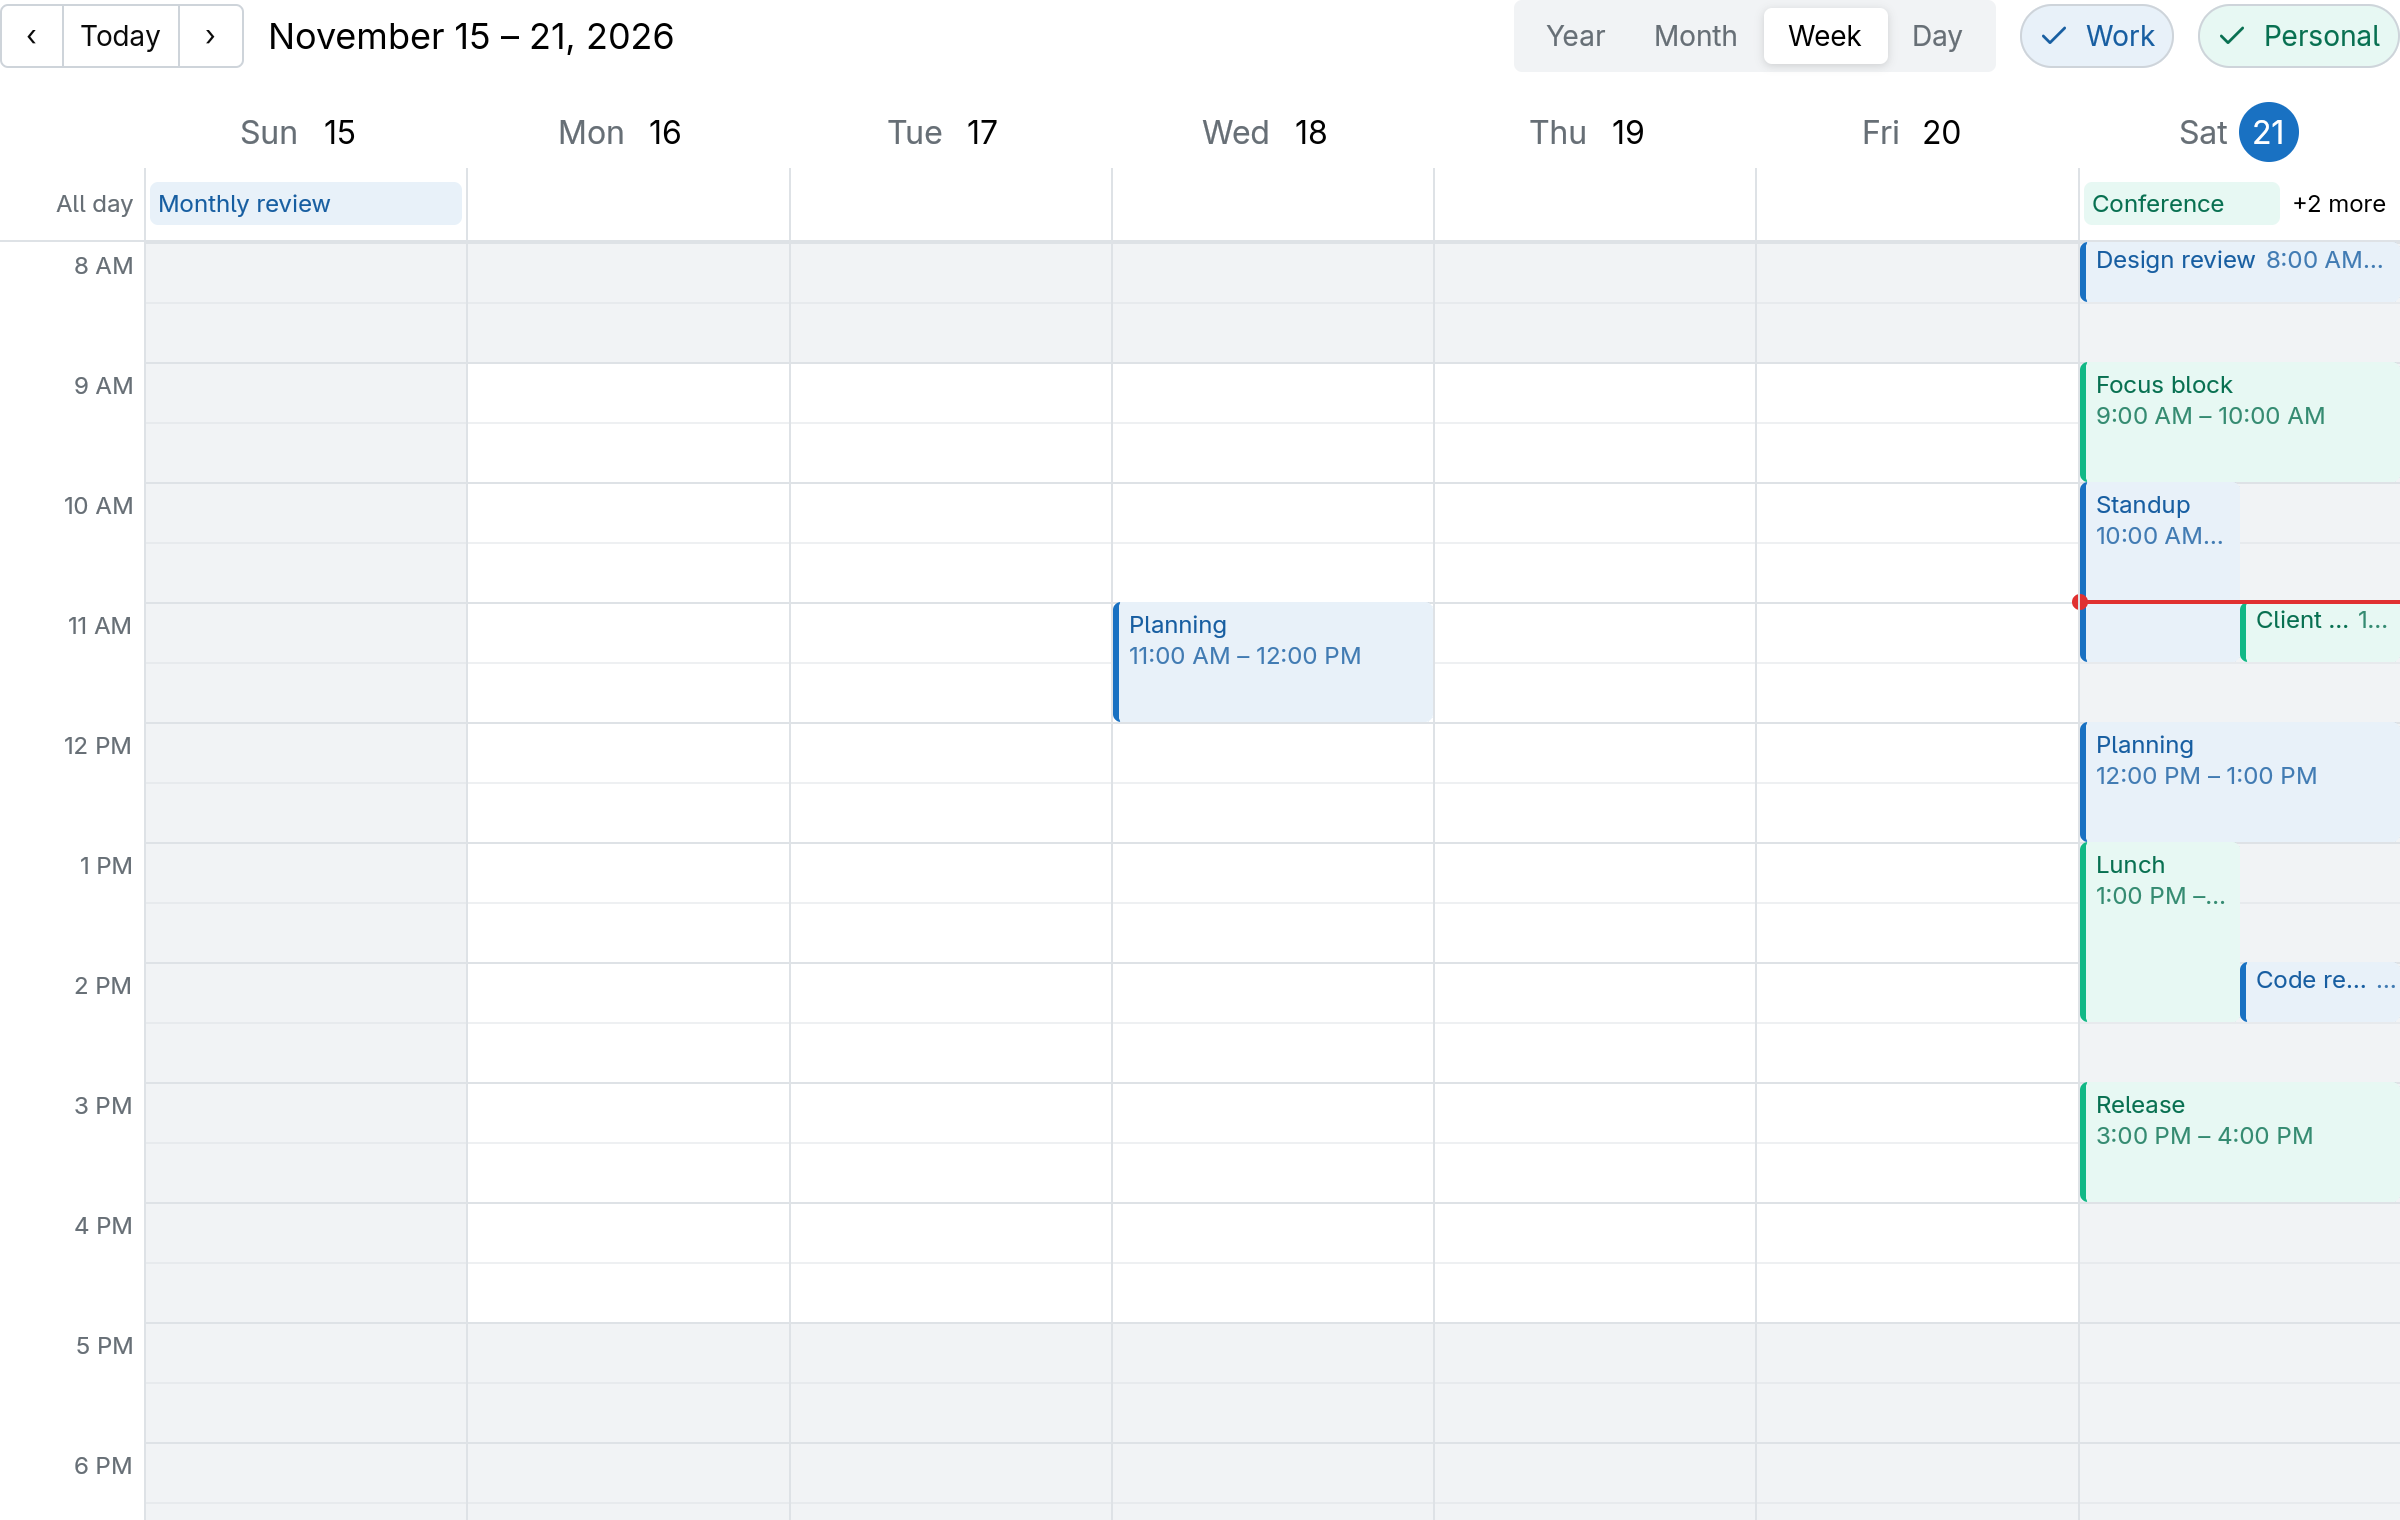 ‹ Today › November 15 – 21, 2026 Year Month Week Day Work Personal
Sun 15 Mon 16 Tue 17 Wed 18 Thu 19 Fri 20 Sat 21
All day Monthly review Conference +2 more
8 AM
Design review 8:00 AM...
9 AM
Focus block
9:00 AM – 10:00 AM
10 AM
Standup
10:00 AM...
11 AM
Planning
11:00 AM – 12:00 PM
Client ... 1...
12 PM
Planning
12:00 PM – 1:00 PM
1 PM
Lunch
1:00 PM –...
2 PM
Code re... ...
3 PM
Release
3:00 PM – 4:00 PM
4 PM
5 PM
6 PM